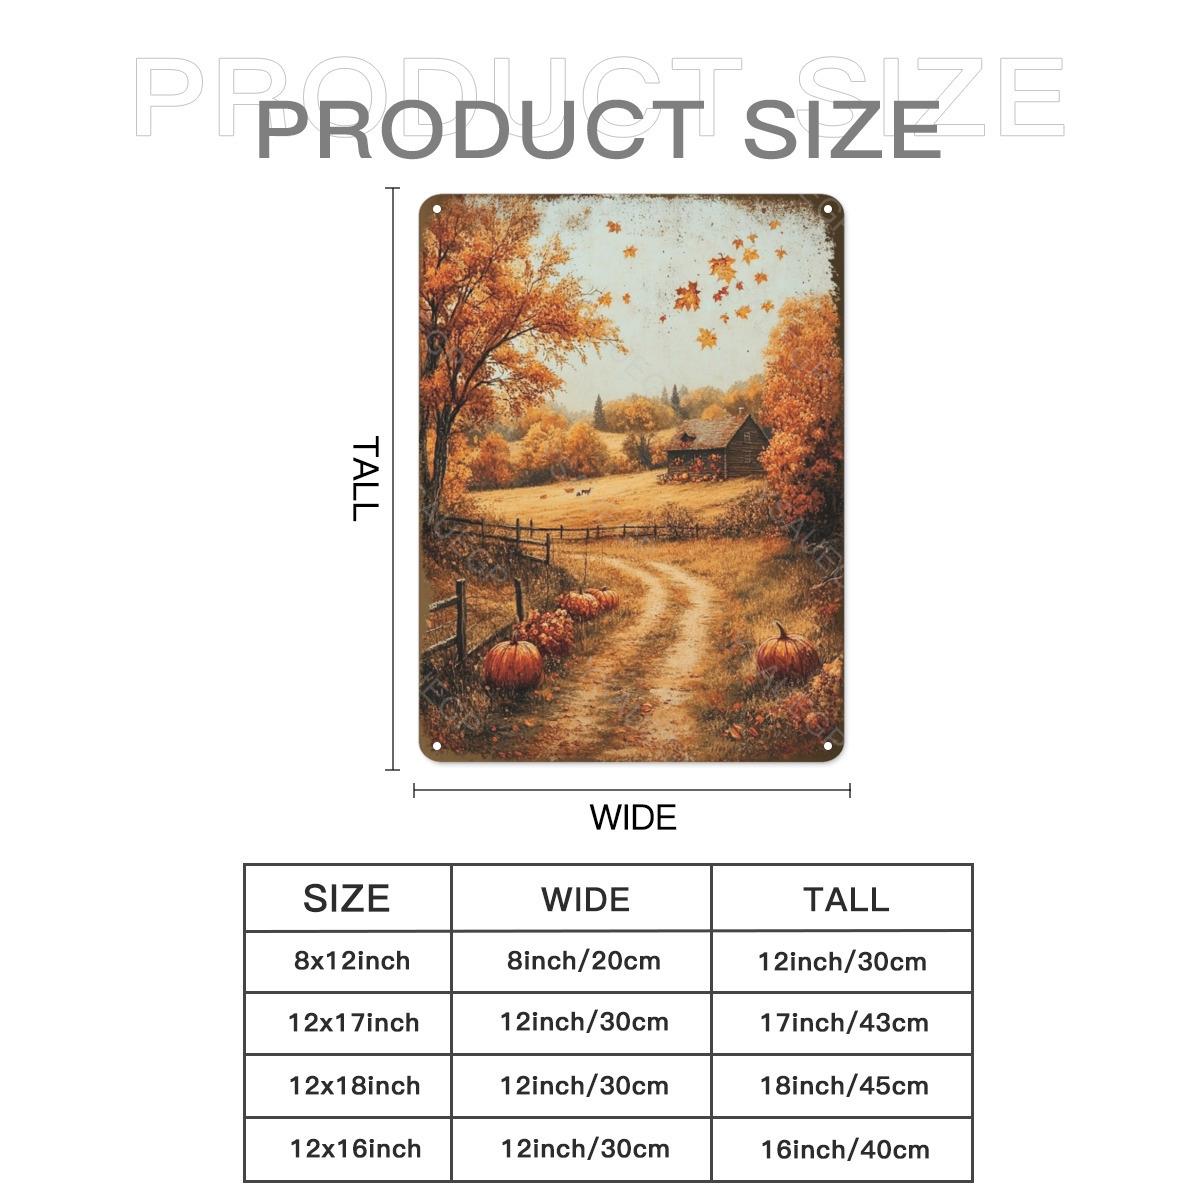 PRODUCT SIZE
PRODUCT SIZE
TALL
WIDE
SIZE WIDE TALL
8x12inch 8inch/20cm 12inch/30cm
12x17inch 12inch/30cm 17inch/43cm
12x18inch 12inch/30cm 18inch/45cm
12x16inch 12inch/30cm 16inch/40cm